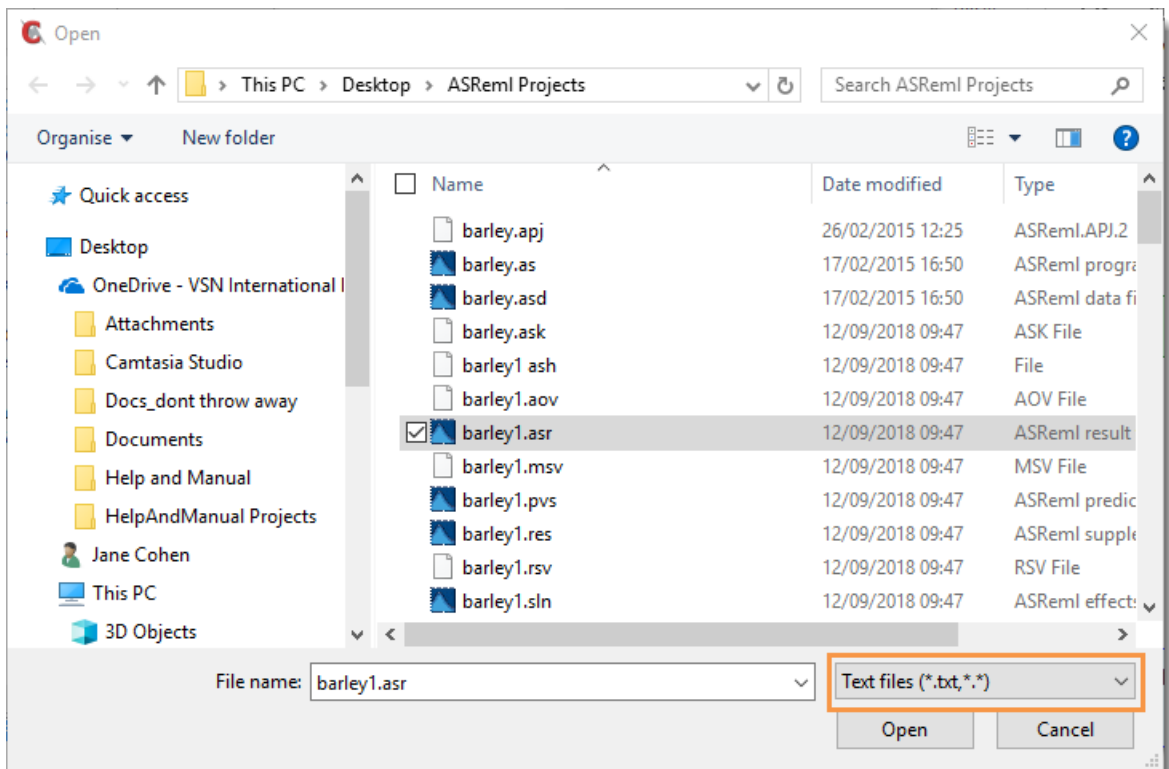 Open
This PC > Desktop > ASReml Projects
Search ASReml Projects
Organise
New folder
Name
Date modified
Type
Quick access
Desktop
OneDrive - VSN International
Attachments
Camtasia Studio
Docs_dont throw away
Documents
Help and Manual
HelpAndManual Projects
Jane Cohen
This PC
3D Objects
barley.apj 26/02/2015 12:25 ASReml.APJ.2
barley.as 17/02/2015 16:50 ASReml progra
barley.asd 17/02/2015 16:50 ASReml data fi
barley.ask 12/09/2018 09:47 ASK File
barley1 ash 12/09/2018 09:47 File
barley1.aov 12/09/2018 09:47 AOV File
barley1.asr 12/09/2018 09:47 ASReml result
barley1.msv 12/09/2018 09:47 MSV File
barley1.pvs 12/09/2018 09:47 ASReml predic
barley1.res 12/09/2018 09:47 ASReml supple
barley1.rsv 12/09/2018 09:47 RSV File
barley1.sln 12/09/2018 09:47 ASReml effects
File name: barley1.asr
Text files (*.txt,*.*)
Open
Cancel